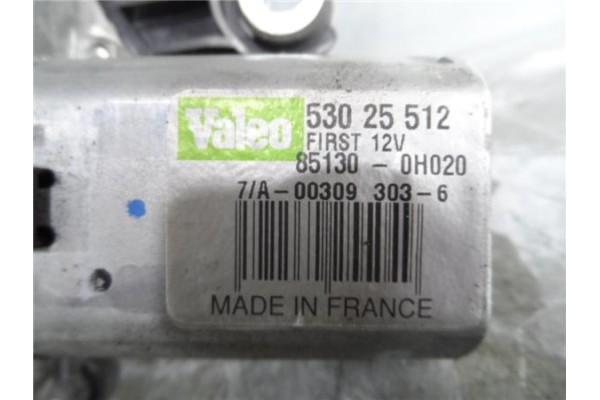 Valeo 530 25 512
FIRST 12V
85130 - 0H020
7/A-00309 303-6
MADE IN FRANCE